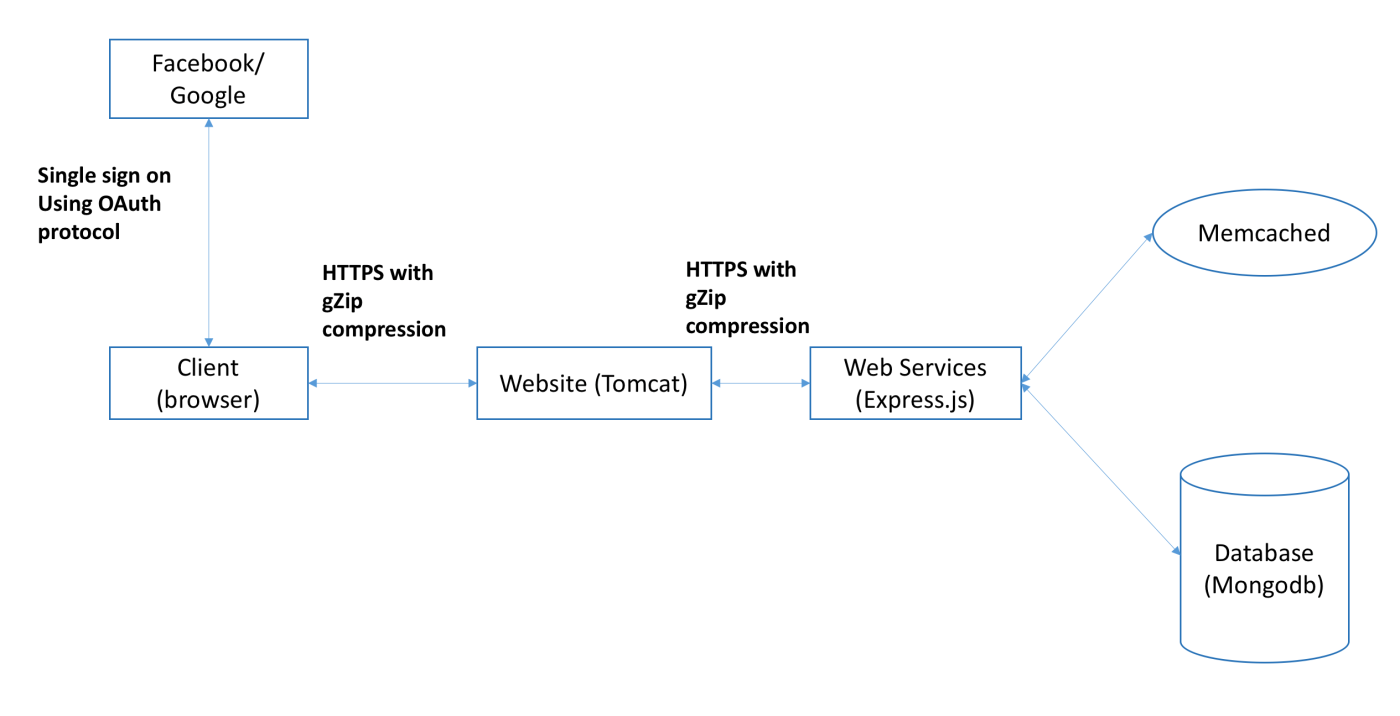 Facebook/
Google
Single sign on
Using OAuth
protocol
HTTPS with
gZip
compression
HTTPS with
gZip
compression
Memcached
Client
(browser)
Website (Tomcat)
Web Services
(Express.js)
Database
(Mongodb)